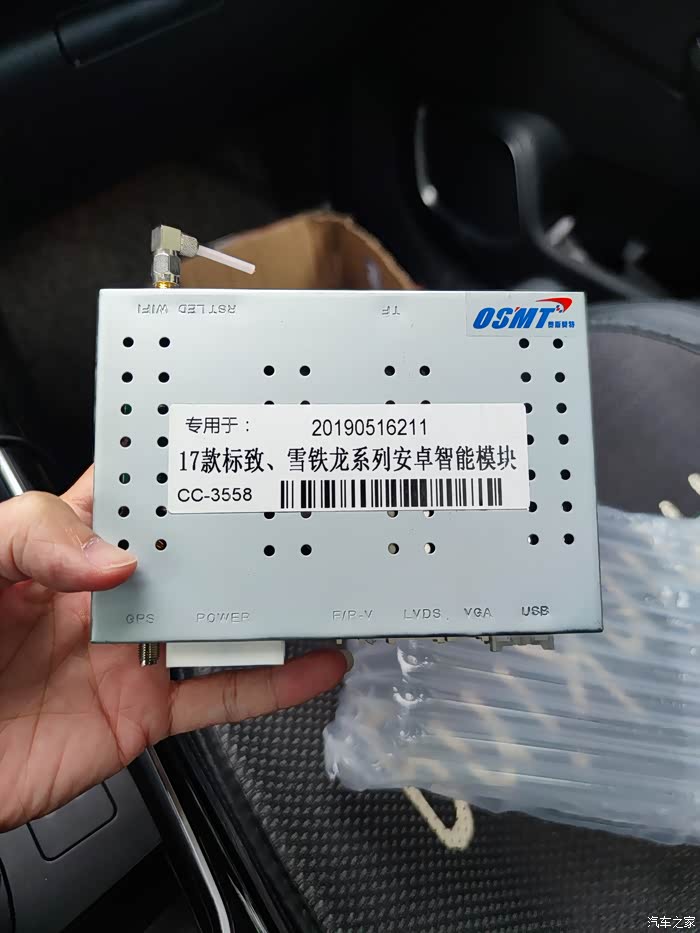 WIFI RST LED TF
OSMT
专用于： 20190516211
17款标致、雪铁龙系列安卓智能模块
CC-3558
GPS POWER F/R-V LVDS VGA USB
汽车之家